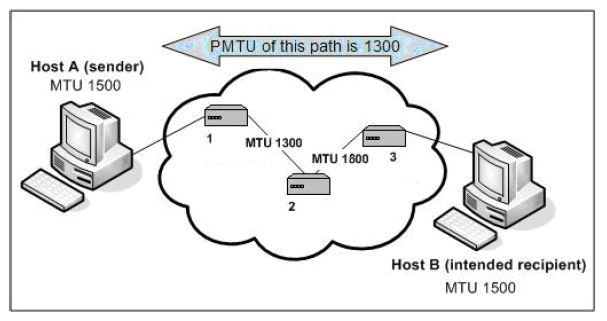 PMTU of this path is 1300
Host A (sender)
MTU 1500
1
MTU 1300
MTU 1800
3
2
Host B (intended recipient)
MTU 1500